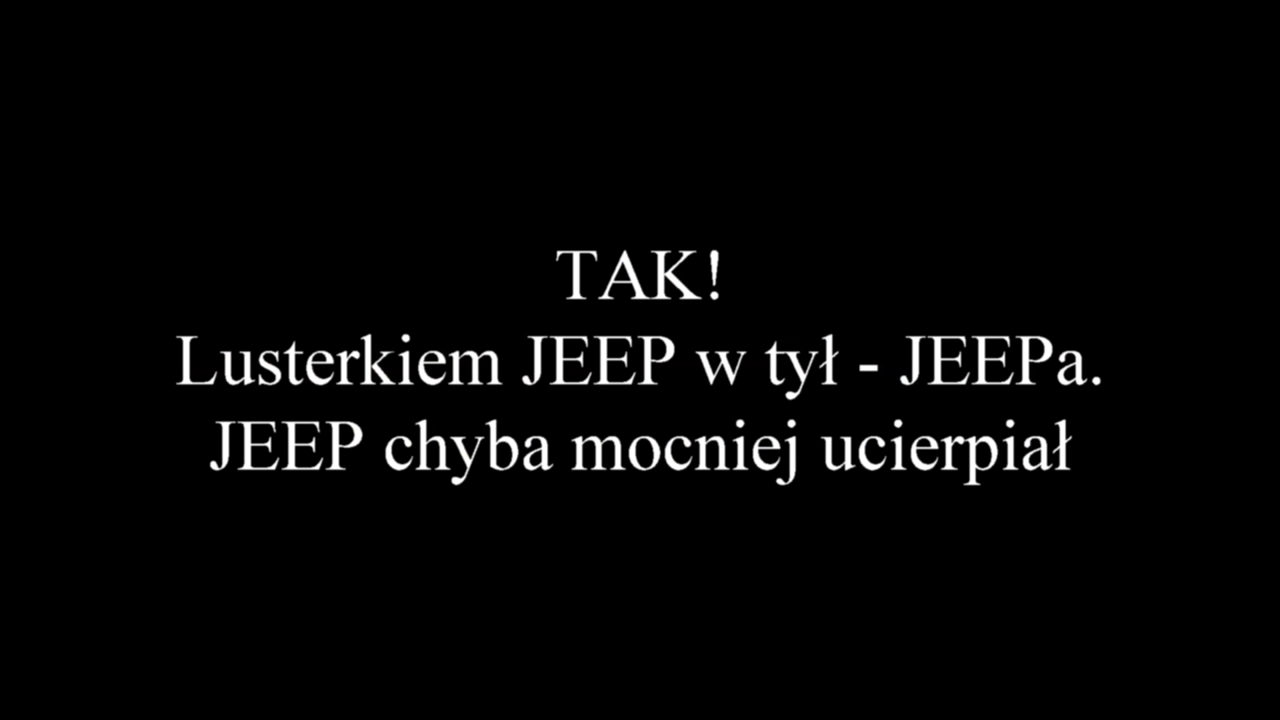 TAK!
Lusterkiem JEEP w tył - JEEPa.
JEEP chyba mocniej ucierpiał